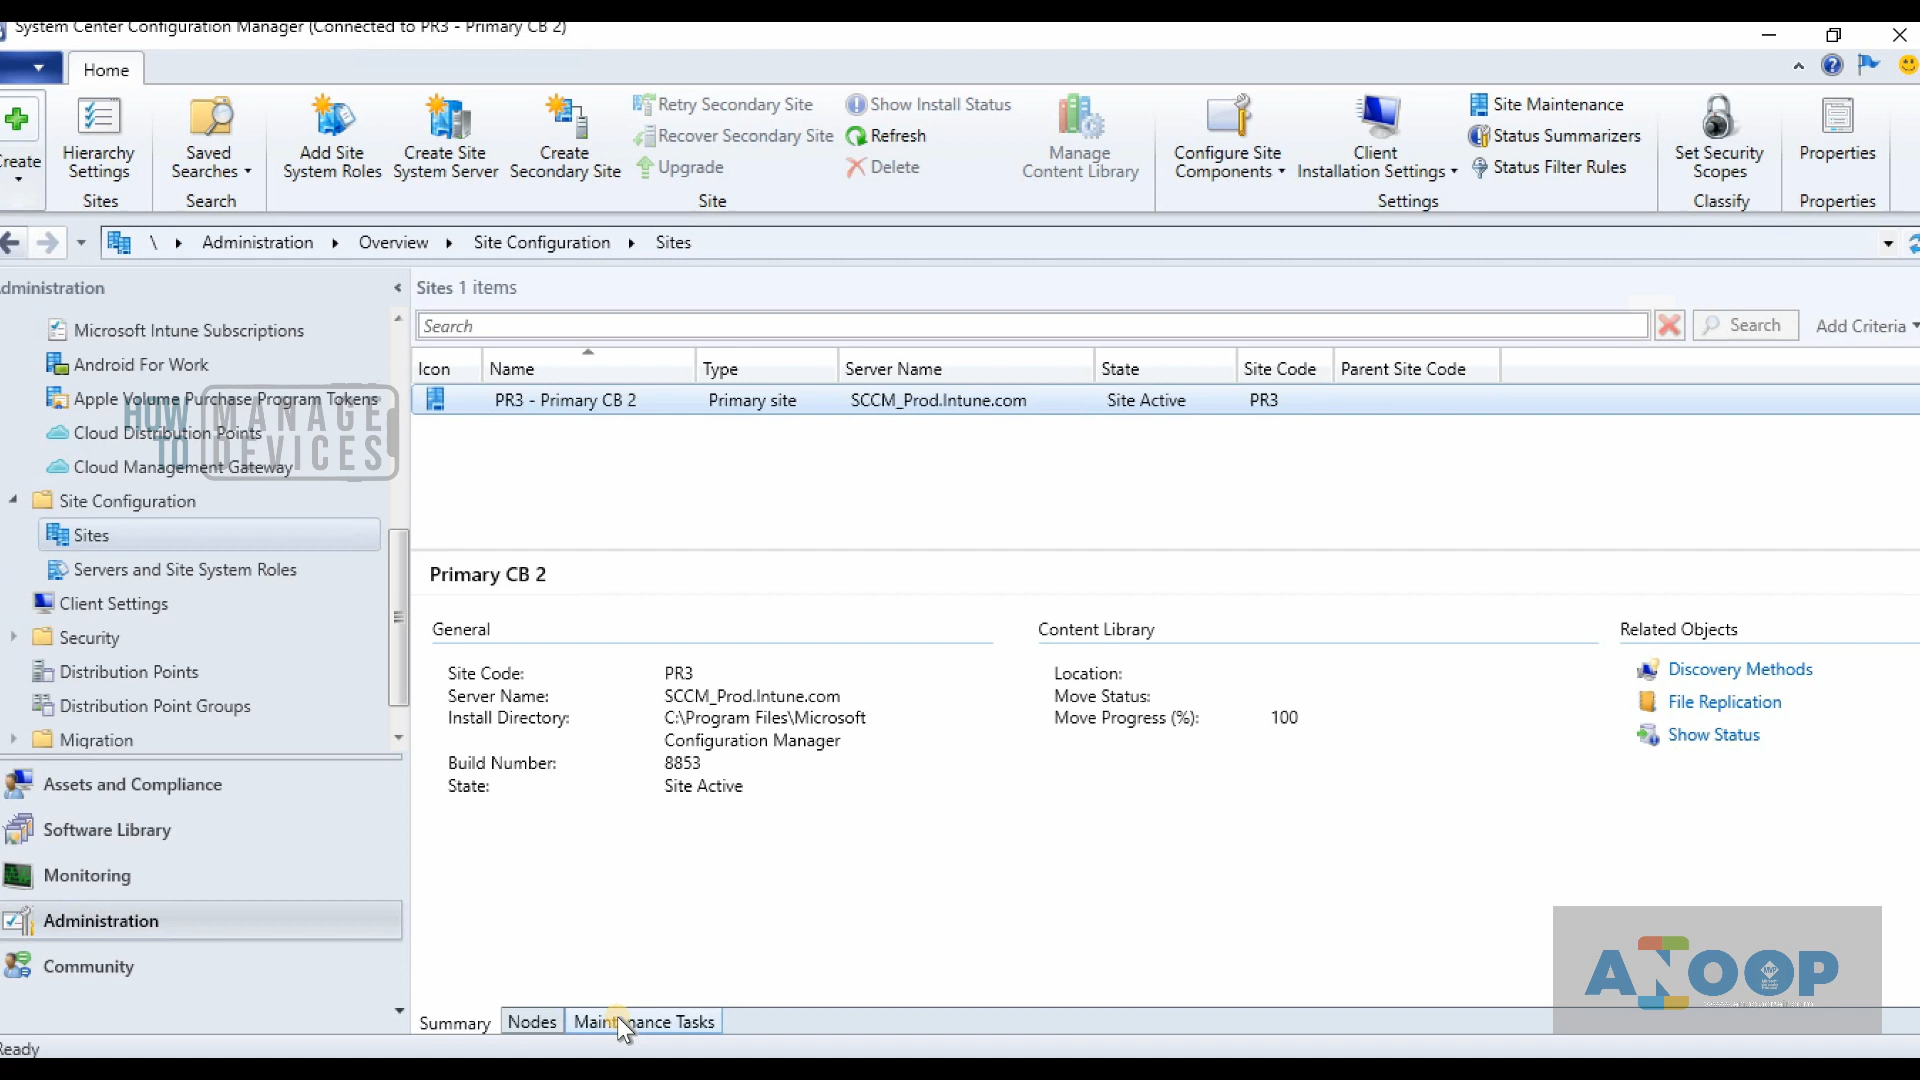 System Center Configuration Manager (Connected to PR3 - Primary CB 2)
Home
Create
Hierarchy Settings
Sites
Saved Searches
Search
Add Site System Roles
Create Site System Server
Create Secondary Site
Retry Secondary Site
Recover Secondary Site
Upgrade
Show Install Status
Refresh
Delete
Manage Content Library
Site
Configure Site Components
Client Installation Settings
Site Maintenance
Status Summarizers
Status Filter Rules
Settings
Set Security Scopes
Classify
Properties
Properties
\ Administration Overview Site Configuration Sites
dministration
Sites 1 items
Search
Search
Add Criteria
Microsoft Intune Subscriptions
Android For Work
Apple Volume Purchase Program Tokens
Cloud Distribution Points
Cloud Management Gateway
HOW TO MANAGE DEVICES
Site Configuration
Sites
Servers and Site System Roles
Client Settings
Security
Distribution Points
Distribution Point Groups
Migration
Assets and Compliance
Software Library
Monitoring
Administration
Community
Icon Name Type Server Name State Site Code Parent Site Code
PR3 - Primary CB 2 Primary site SCCM_Prod.Intune.com Site Active PR3
Primary CB 2
General
Site Code: PR3
Server Name: SCCM_Prod.Intune.com
Install Directory: C:\Program Files\Microsoft
Configuration Manager
Build Number: 8853
State: Site Active
Content Library
Location:
Move Status:
Move Progress (%): 100
Related Objects
Discovery Methods
File Replication
Show Status
ANOOP
Summary Nodes Maintenance Tasks
Ready